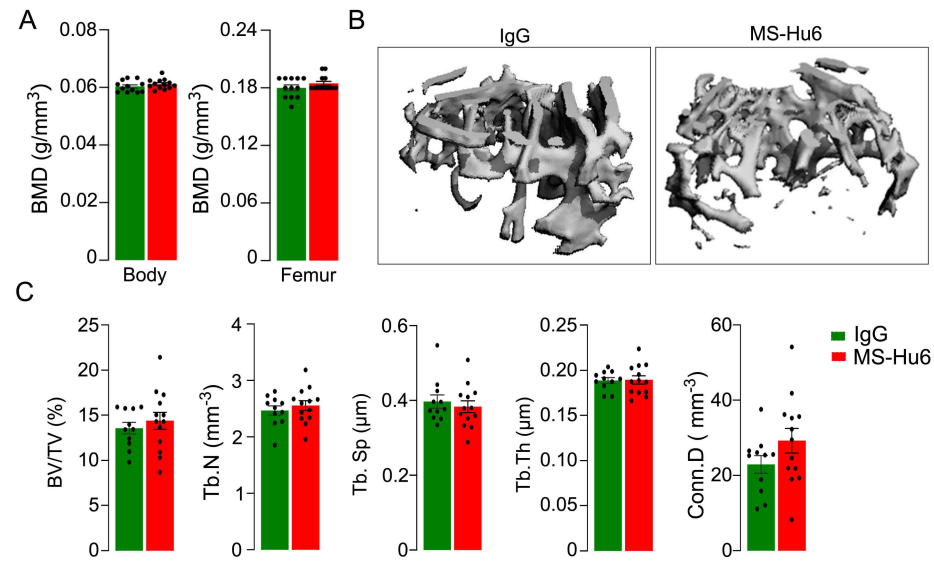 A
BMD (g/mm³)
0.08
0.06
0.04
0.02
0
Body
BMD (g/mm³)
0.24
0.18
0.12
0.06
0
Femur
B
IgG
MS-Hu6
C
BV/TV (%)
25
20
15
10
5
0
Tb.N (mm⁻³)
4
3
2
1
0
Tb. Sp (μm)
0.6
0.4
0.2
0
Tb.Th (μm)
0.25
0.20
0.15
0.10
0.05
0
Conn.D ( mm⁻³)
60
40
20
0
IgG
MS-Hu6